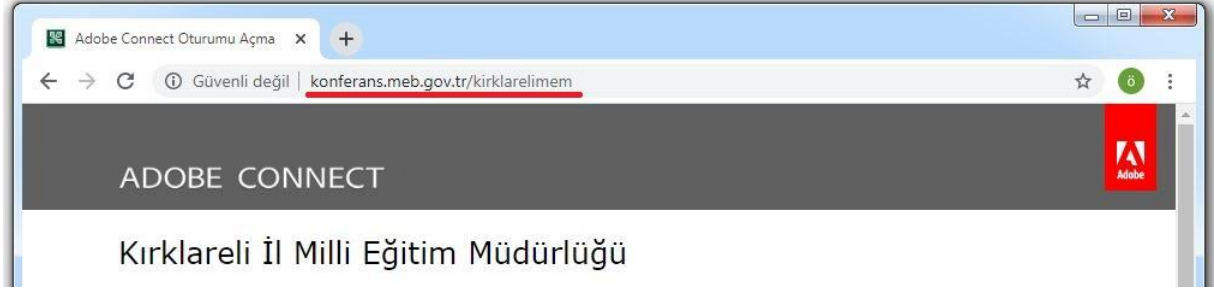 Adobe Connect Oturumu Açma
Güvenli değil | konferans.meb.gov.tr/kirklarelimem
ö
ADOBE CONNECT
Adobe
Kırklareli İl Milli Eğitim Müdürlüğü